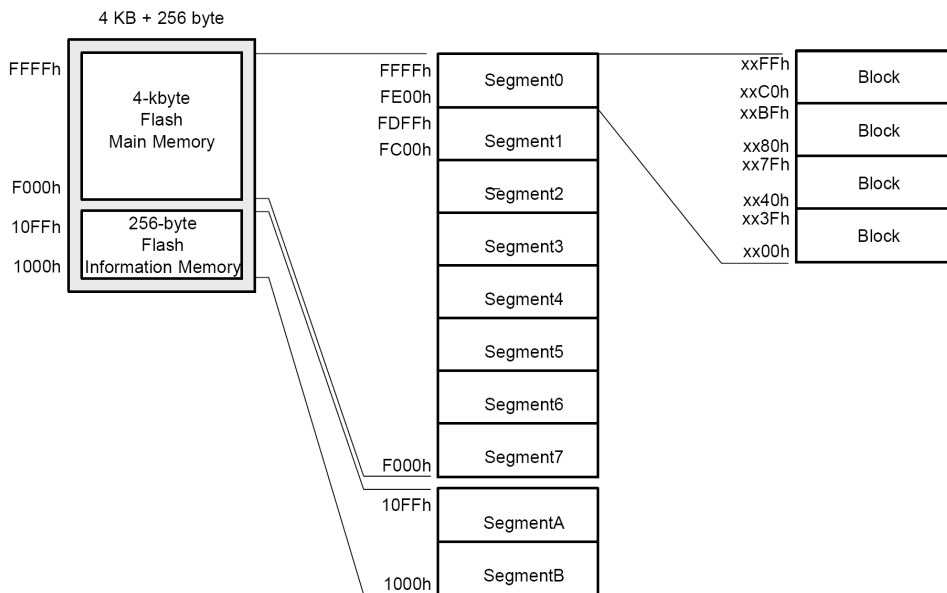 4 KB + 256 byte
FFFFh
4-kbyte
Flash
Main Memory
F000h
10FFh
256-byte
Flash
Information Memory
1000h
FFFFh
FE00h
FDFFh
FC00h
F000h
10FFh
1000h
Segment0
Segment1
Segment2
Segment3
Segment4
Segment5
Segment6
Segment7
SegmentA
SegmentB
xxFFh
xxC0h
xxBFh
xx80h
xx7Fh
xx40h
xx3Fh
xx00h
Block
Block
Block
Block